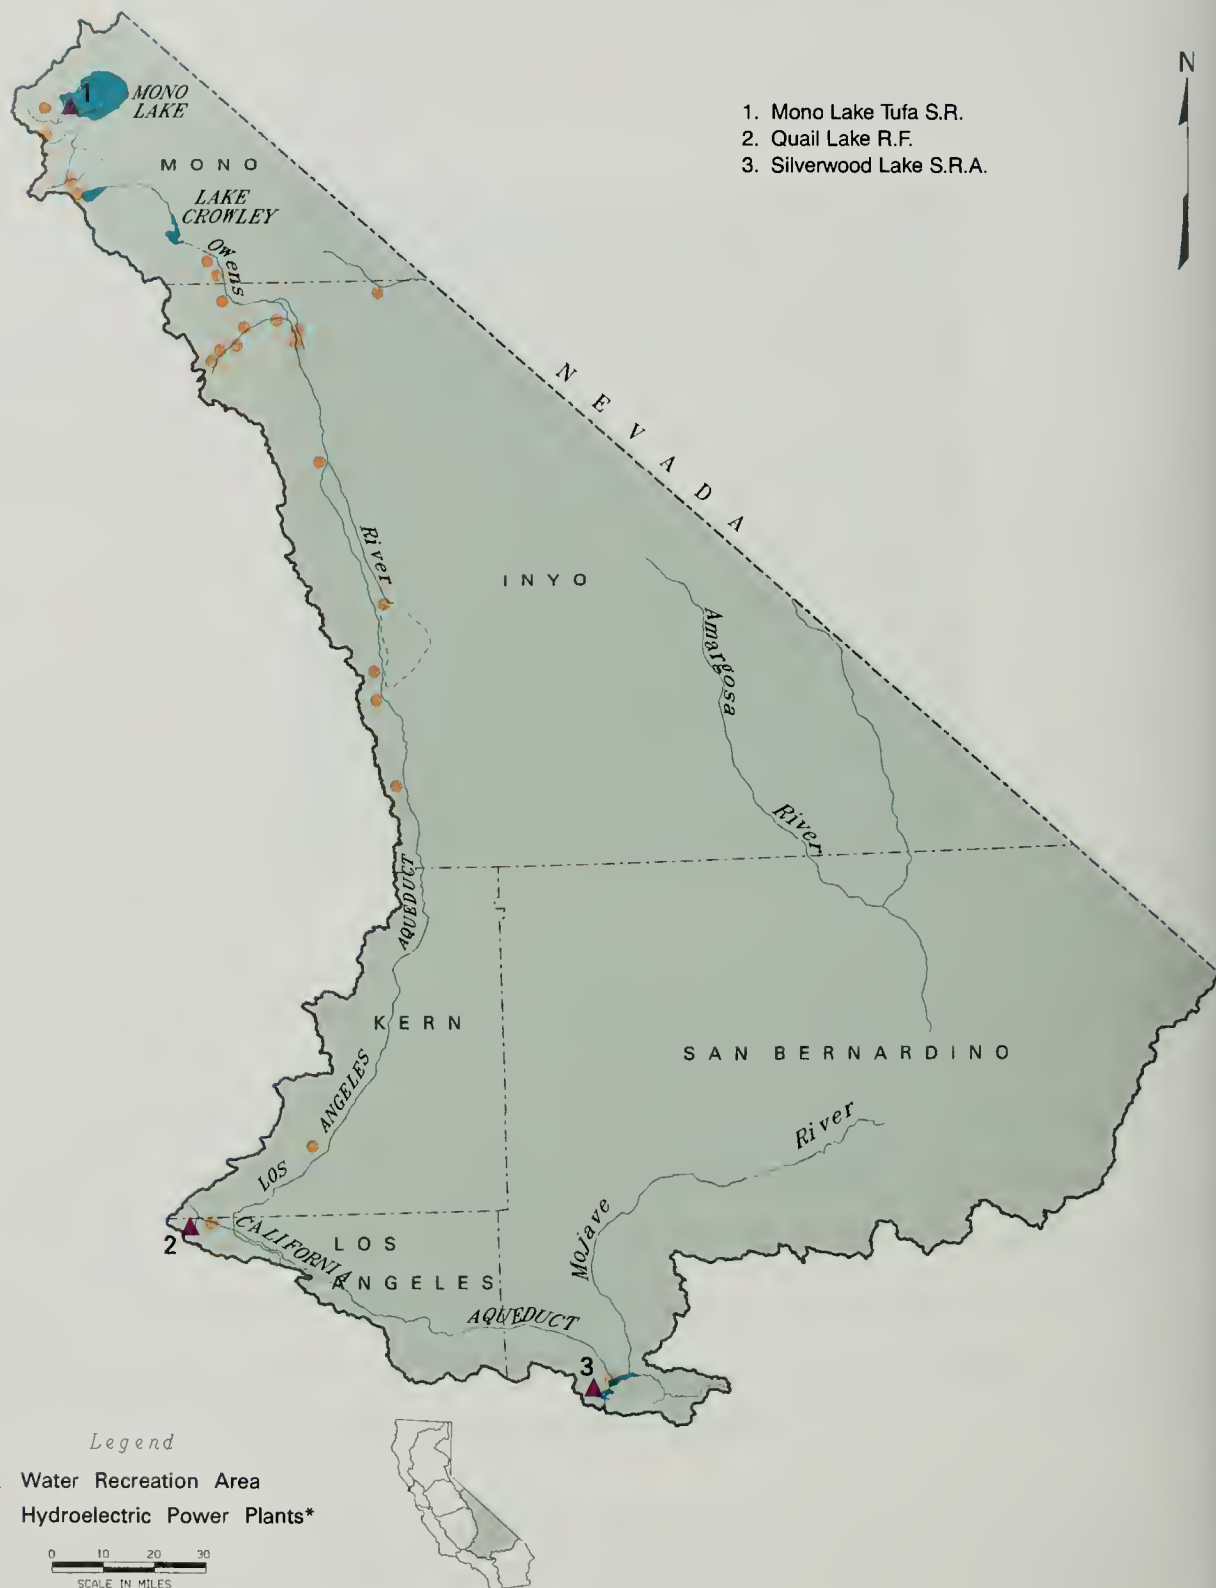 N
1. Mono Lake Tufa S.R.
2. Quail Lake R.F.
3. Silverwood Lake S.R.A.
1
MONO
LAKE
MONO
LAKE
CROWLEY
Owens
NEVADA
River
INYO
Amargosa
River
AQUEDUCT
KERN
SAN BERNARDINO
ANGELES
River
LOS
Mojave
2
CALIFORNIA
LOS
ANGELES
AQUEDUCT
3
Legend
Water Recreation Area
Hydroelectric Power Plants*
0 10 20 30
SCALE IN MILES